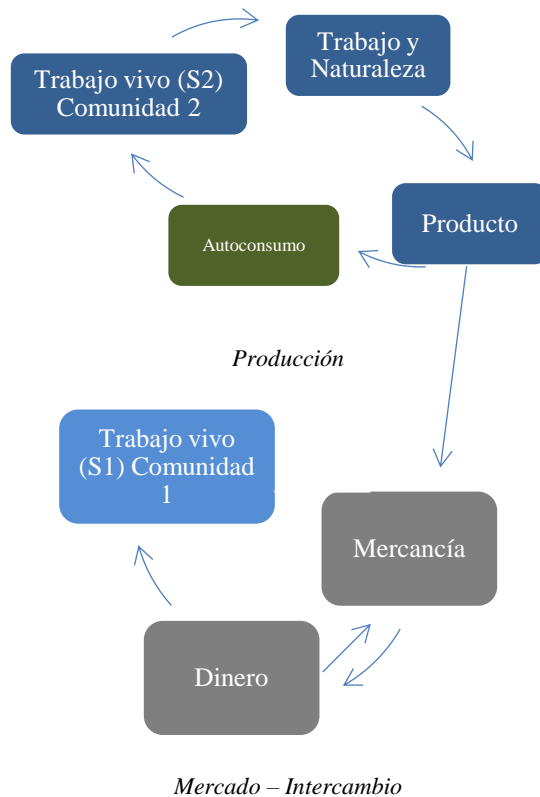 Trabajo y
Naturaleza
Trabajo vivo (S2)
Comunidad 2
Producto
Autoconsumo
Producción
Trabajo vivo
(S1) Comunidad
1
Mercancía
Dinero
Mercado – Intercambio